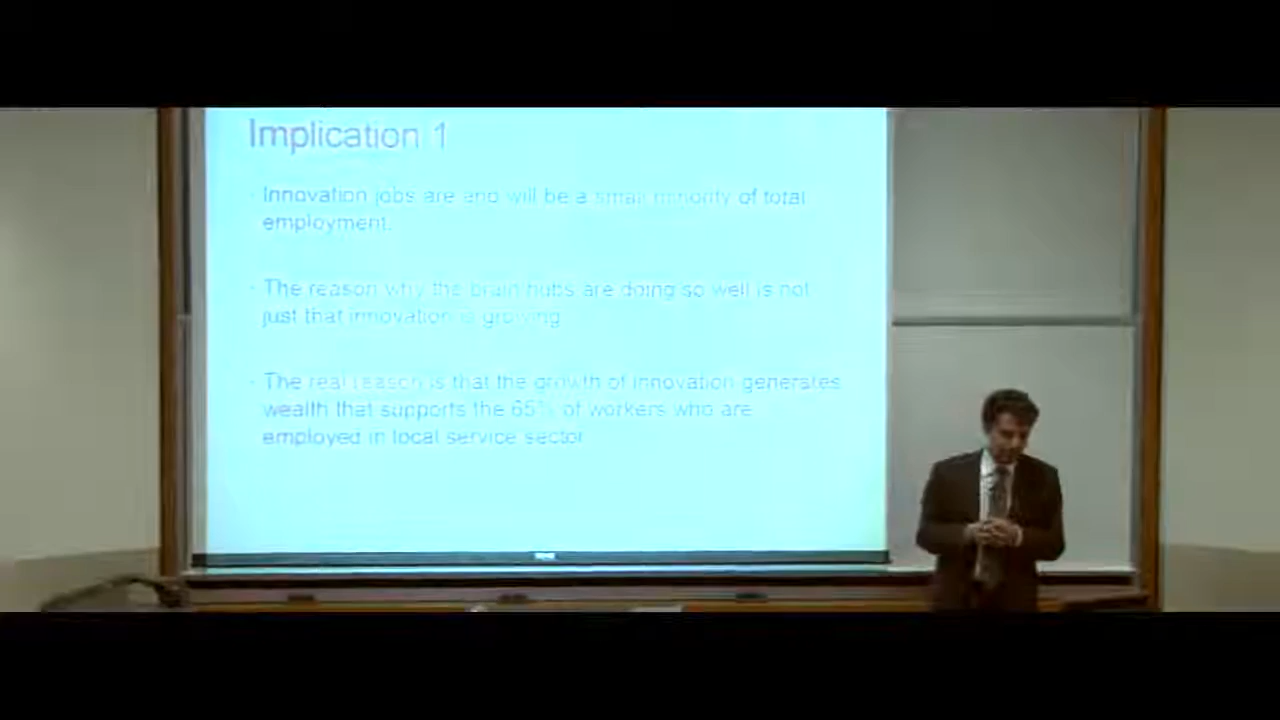 Implication 1
- Innovation jobs are and will be a small minority of total
employment.
- The reason why the brain hubs are doing so well is not
just that innovation is growing
- The real reason is that the growth of innovation generates
wealth that supports the 65% of workers who are
employed in local service sector